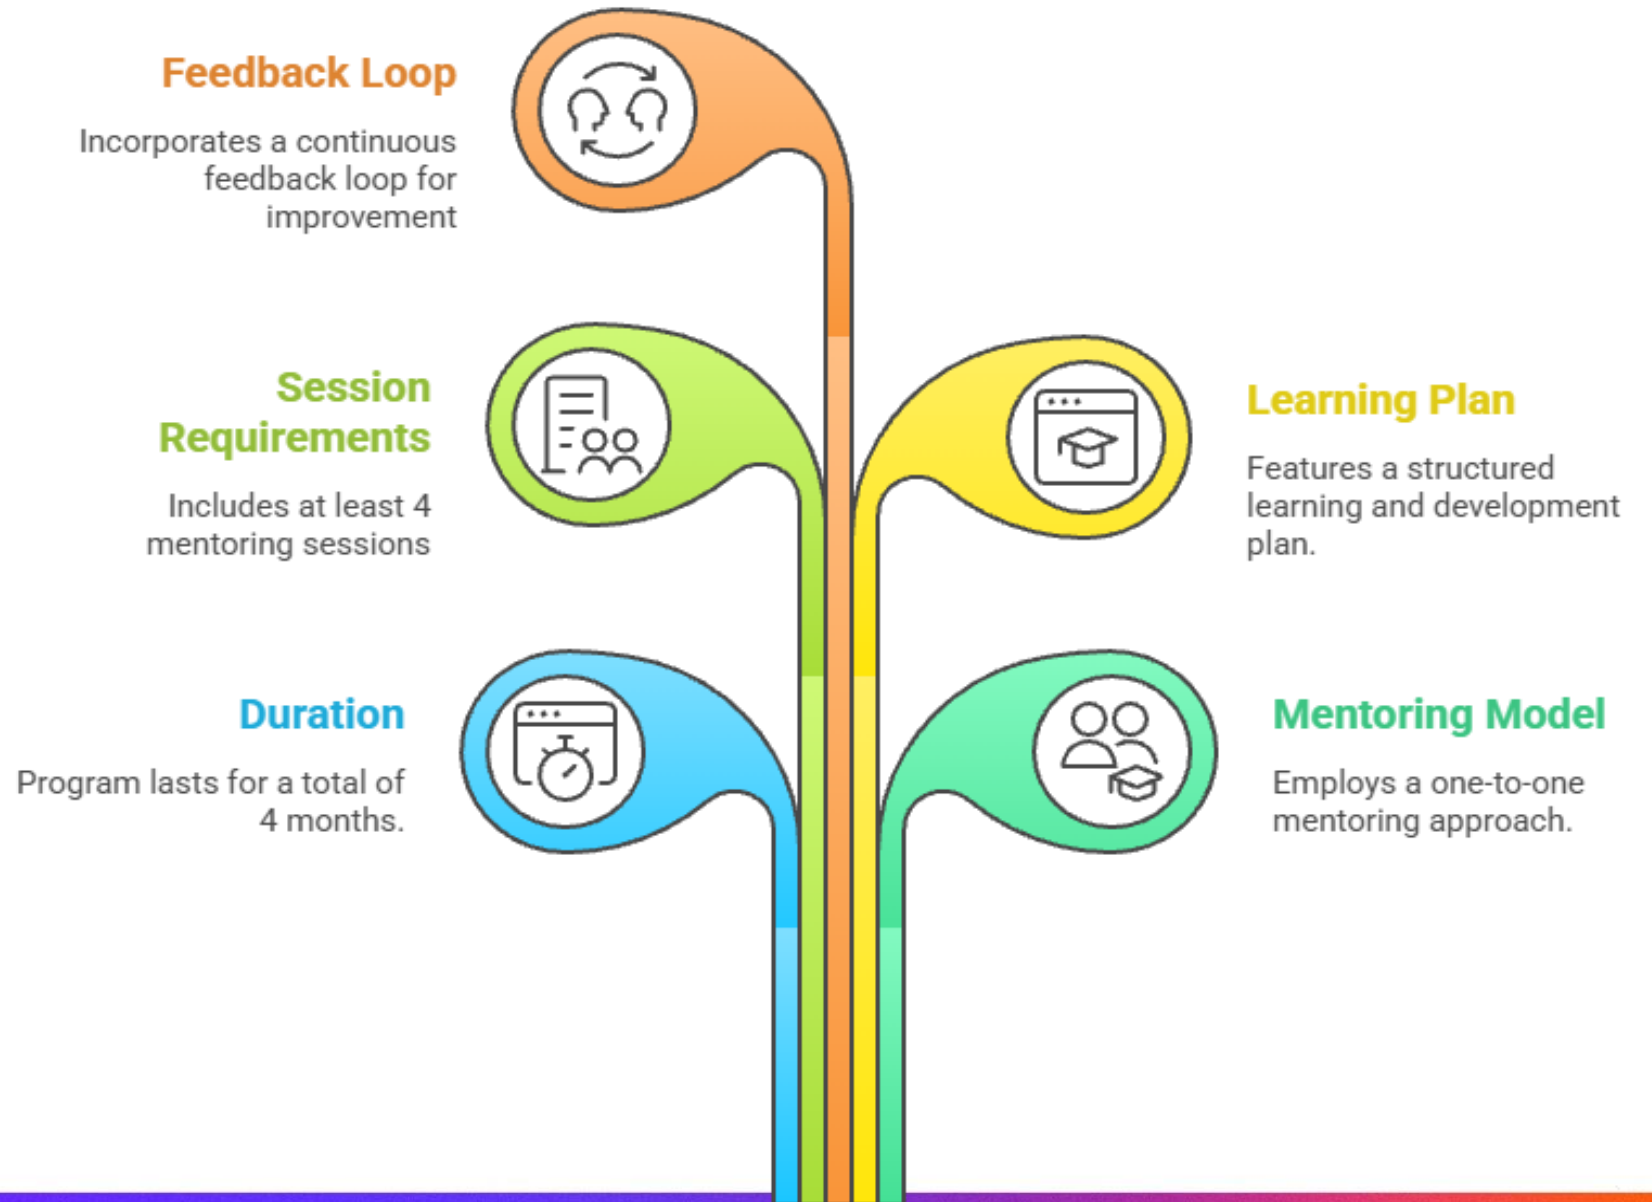 Feedback Loop
Incorporates a continuous
feedback loop for
improvement
Session
Requirements
Includes at least 4
mentoring sessions
Learning Plan
Features a structured
learning and development
plan.
Duration
Program lasts for a total of
4 months.
Mentoring Model
Employs a one-to-one
mentoring approach.